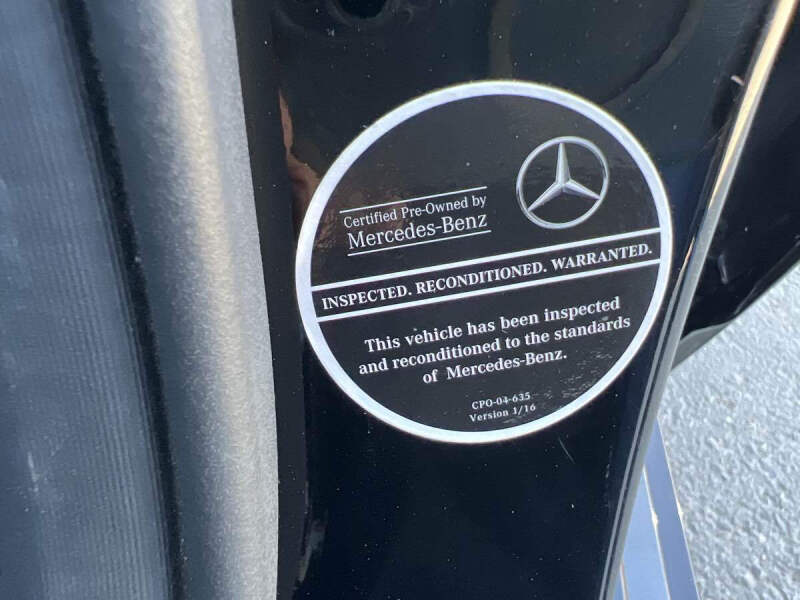 Certified Pre-Owned by
Mercedes-Benz
INSPECTED. RECONDITIONED. WARRANTED.
This vehicle has been inspected
and reconditioned to the standards
of Mercedes-Benz.
CPO-04-635
Version 1/16